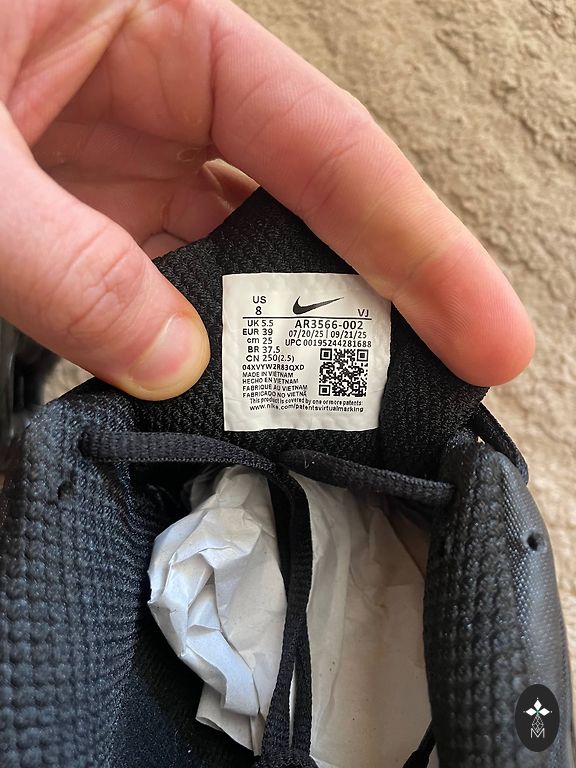 US
8
VJ
UK 5.5
EUR 39
cm 25
BR 37.5
CN 250(2.5)
AR3566-002
07/20/25 | 09/21/25
UPC 00195244281688
04XVYW2R83QXD
MADE IN VIETNAM
HECHO EN VIETNAM
FABRIQUÉ AU VIETNAM
FABRICADO NO VIETNÃ
This product is covered by one or more patents:
www.nike.com/patentsvirtualmarking
M